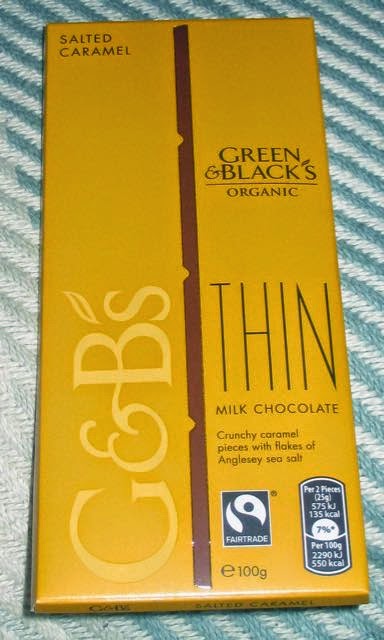 SALTED
CARAMEL
GREEN
&BLACK'S
ORGANIC
G&B's
THIN
MILK CHOCOLATE
Crunchy caramel
pieces with flakes of
Anglesey sea salt
FAIRTRADE
®
Per 2 Pieces
(25g)
575 kJ
135 kcal
7%*
Per 100g
2290 kJ
550 kcal
℮100g
G&B's SALTED CARAMEL